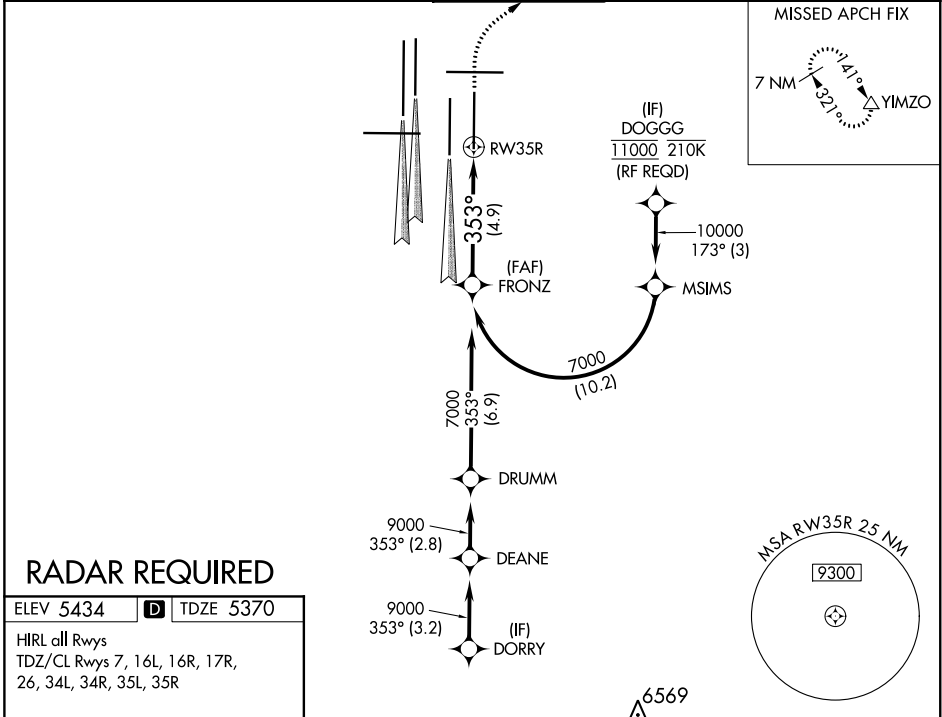 MISSED APCH FIX
7 NM
141°
321°
YIMZO
(IF)
DOGGG
11000 210K
(RF REQD)
RW35R
353°
(4.9)
10000
173° (3)
(FAF)
FRONZ
MSIMS
7000
(10.2)
7000
353°
(6.9)
DRUMM
9000
353° (2.8)
DEANE
9000
353° (3.2)
(IF)
DORRY
MSA RW35R 25 NM
9300
6569
RADAR REQUIRED
ELEV 5434 D TDZE 5370
HIRL all Rwys
TDZ/CL Rwys 7, 16L, 16R, 17R,
26, 34L, 34R, 35L, 35R